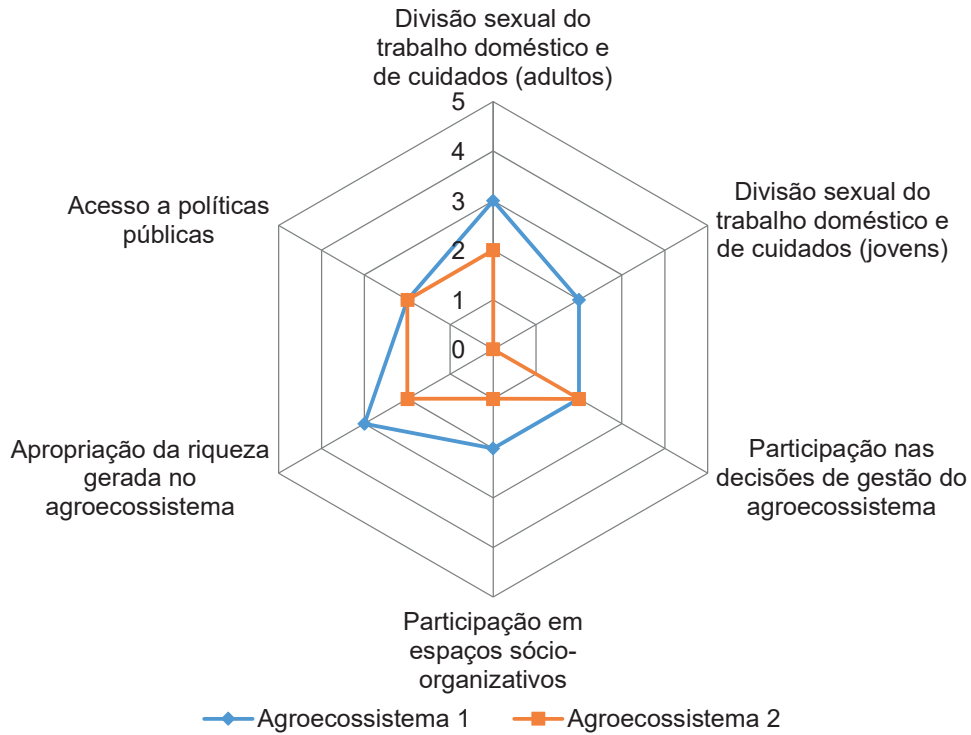 Divisão sexual do
trabalho doméstico e
de cuidados (adultos)
5
4
3
2
1
0
Divisão sexual do
trabalho doméstico e
de cuidados (jovens)
Participação nas
decisões de gestão do
agroecossistema
Participação em
espaços sócio-
organizativos
Apropriação da riqueza
gerada no
agroecossistema
Acesso a políticas
públicas
Agroecossistema 1
Agroecossistema 2